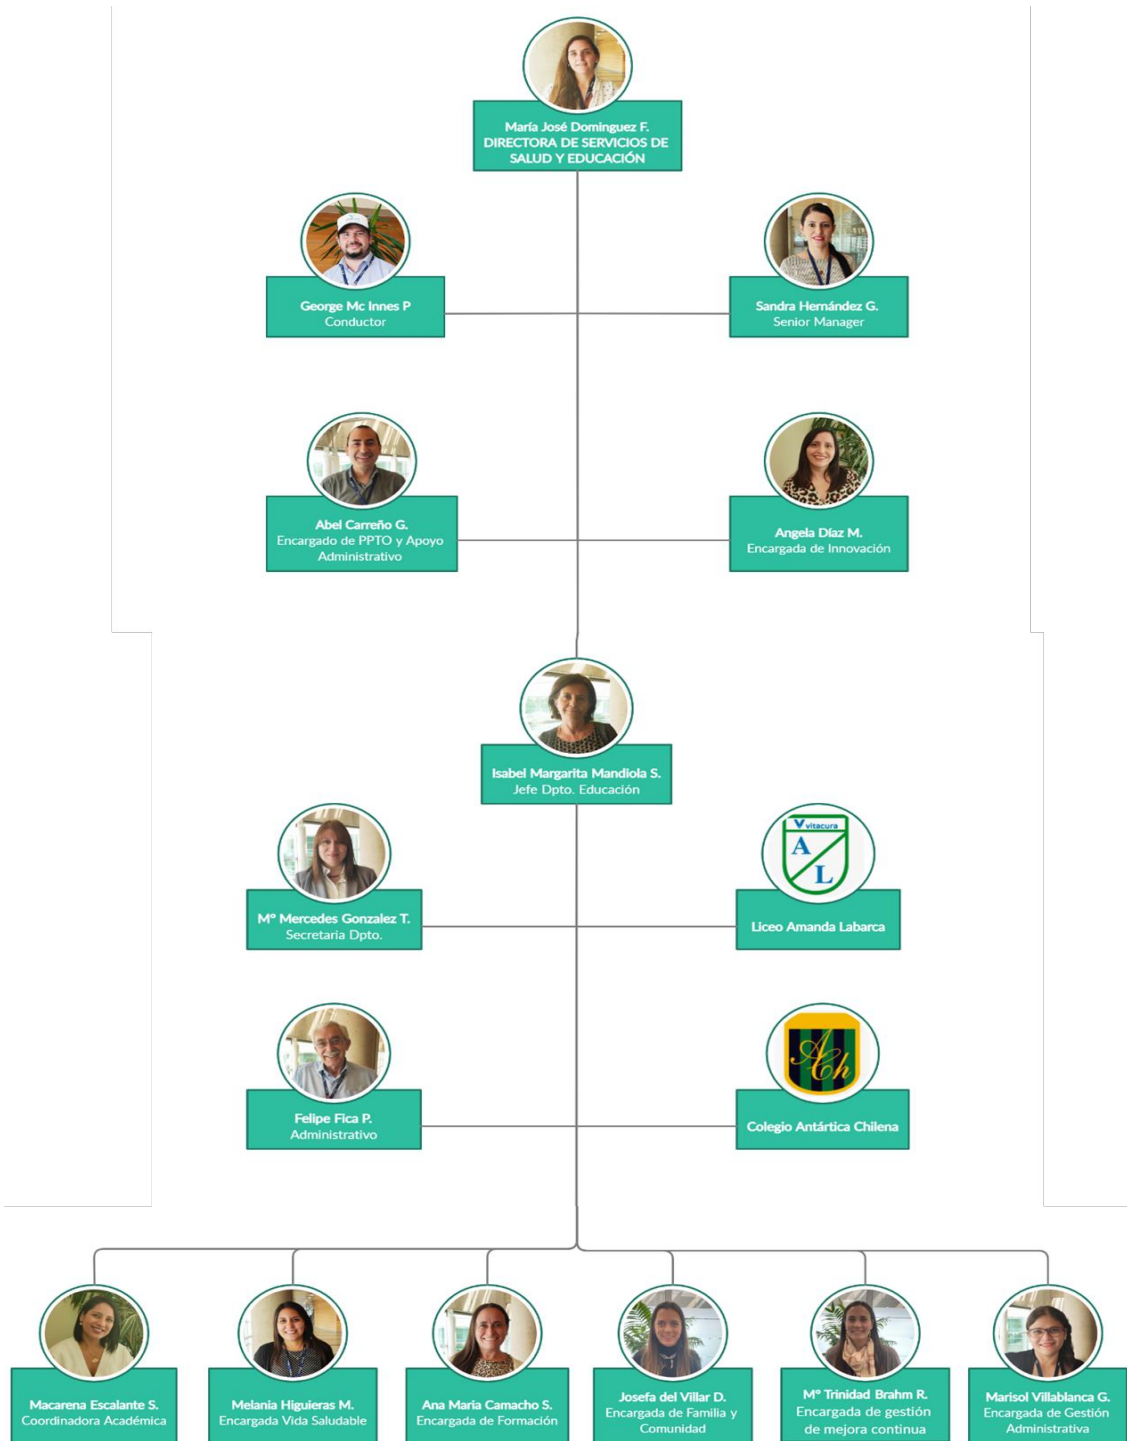 María José Dominguez F.
DIRECTORA DE SERVICIOS DE
SALUD Y EDUCACIÓN
George Mc Innes P
Conductor
Sandra Hernández G.
Senior Manager
Abel Carreño G.
Encargado de PPTO y Apoyo
Administrativo
Angela Díaz M.
Encargada de Innovación
Isabel Margarita Mandiola S.
Jefe Dpto. Educación
Mº Mercedes Gonzalez T.
Secretaria Dpto.
vitacura
A
L
Liceo Amanda Labarca
Felipe Fica P.
Administrativo
ACh
Colegio Antártica Chilena
Macarena Escalante S.
Coordinadora Académica
Melania Higuieras M.
Encargada Vida Saludable
Ana Maria Camacho S.
Encargada de Formación
Josefa del Villar D.
Encargada de Familia y
Comunidad
Mº Trinidad Brahm R.
Encargada de gestión
de mejora continua
Marisol Villablanca G.
Encargada de Gestión
Administrativa